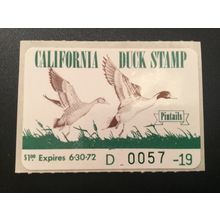 CALIFORNIA DUCK STAMP
Pintails
$1.00 Expires 6-30-72 D 0057 -19